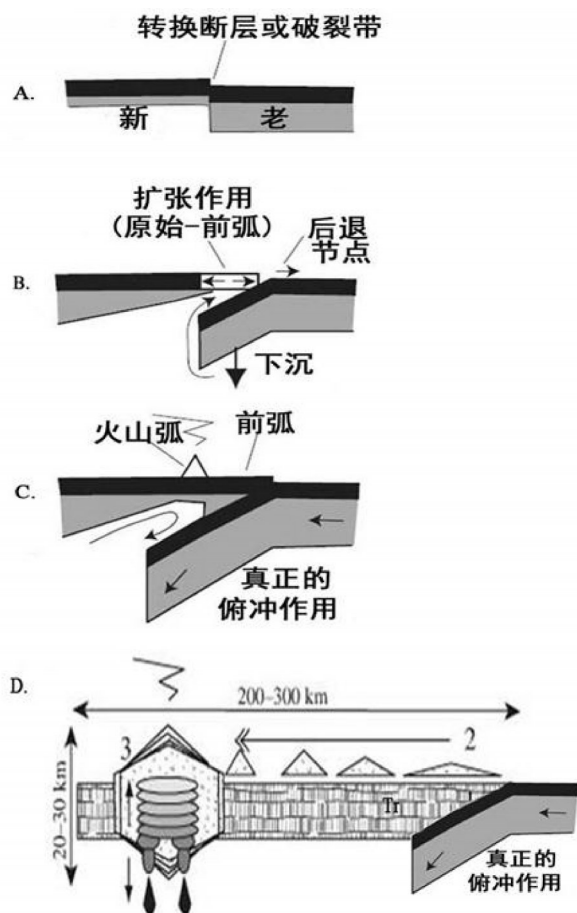 转换断层或破裂带
A.
新 老
扩张作用
(原始-前弧)
后退
节点
B.
下沉
火山弧 前弧
C.
真正的
俯冲作用
D.
200-300 km
3 2
20-30 km
Tr 1
真正的
俯冲作用